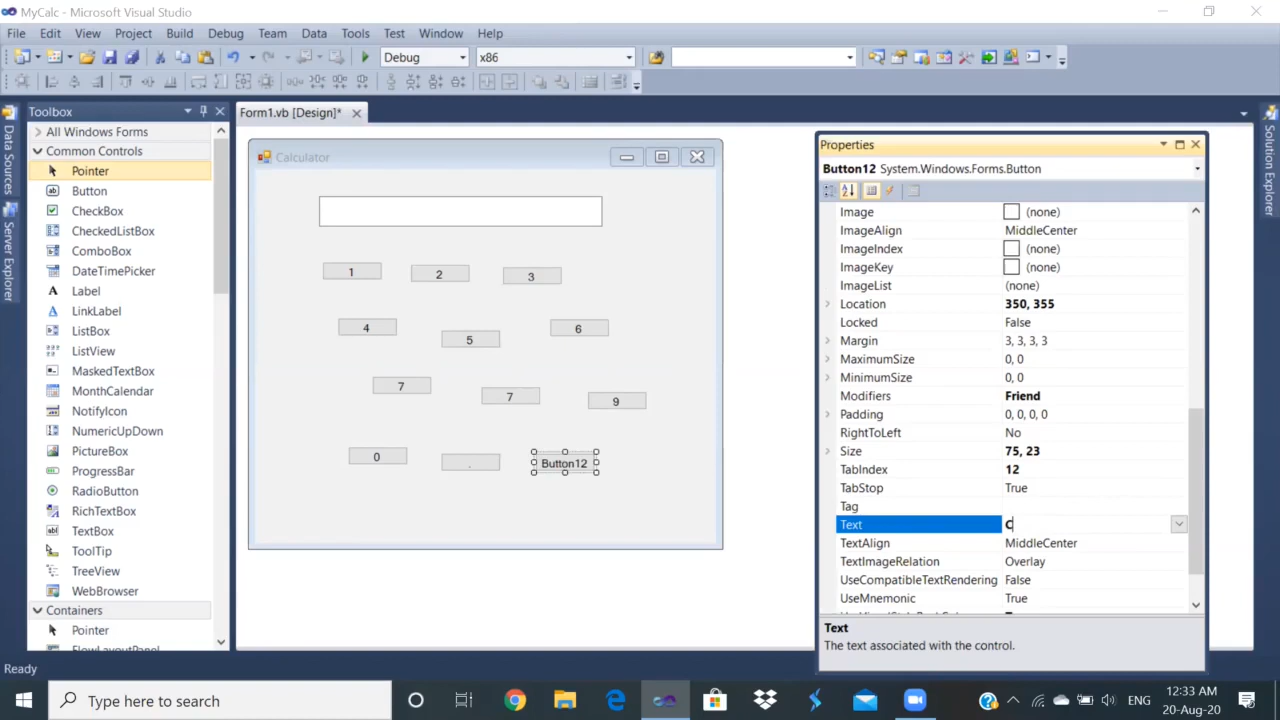 MyCalc - Microsoft Visual Studio
File Edit View Project Build Debug Team Data Tools Test Window Help
Debug x86
Toolbox
Form1.vb [Design]*
Data Sources
Server Explorer
All Windows Forms
Common Controls
Pointer
Button
CheckBox
CheckedListBox
ComboBox
DateTimePicker
Label
LinkLabel
ListBox
ListView
MaskedTextBox
MonthCalendar
NotifyIcon
NumericUpDown
PictureBox
ProgressBar
RadioButton
RichTextBox
TextBox
ToolTip
TreeView
WebBrowser
Containers
Pointer
FlowLayoutPanel
Calculator
1 2 3
4 5 6
7 7 9
0 . Button12
Properties
Button12 System.Windows.Forms.Button
Image (none)
ImageAlign MiddleCenter
ImageIndex (none)
ImageKey (none)
ImageList (none)
Location 350, 355
Locked False
Margin 3, 3, 3, 3
MaximumSize 0, 0
MinimumSize 0, 0
Modifiers Friend
Padding 0, 0, 0, 0
RightToLeft No
Size 75, 23
TabIndex 12
TabStop True
Tag
Text C
TextAlign MiddleCenter
TextImageRelation Overlay
UseCompatibleTextRendering False
UseMnemonic True
Text
The text associated with the control.
Solution Explorer
Ready
Type here to search
ENG
12:33 AM
20-Aug-20